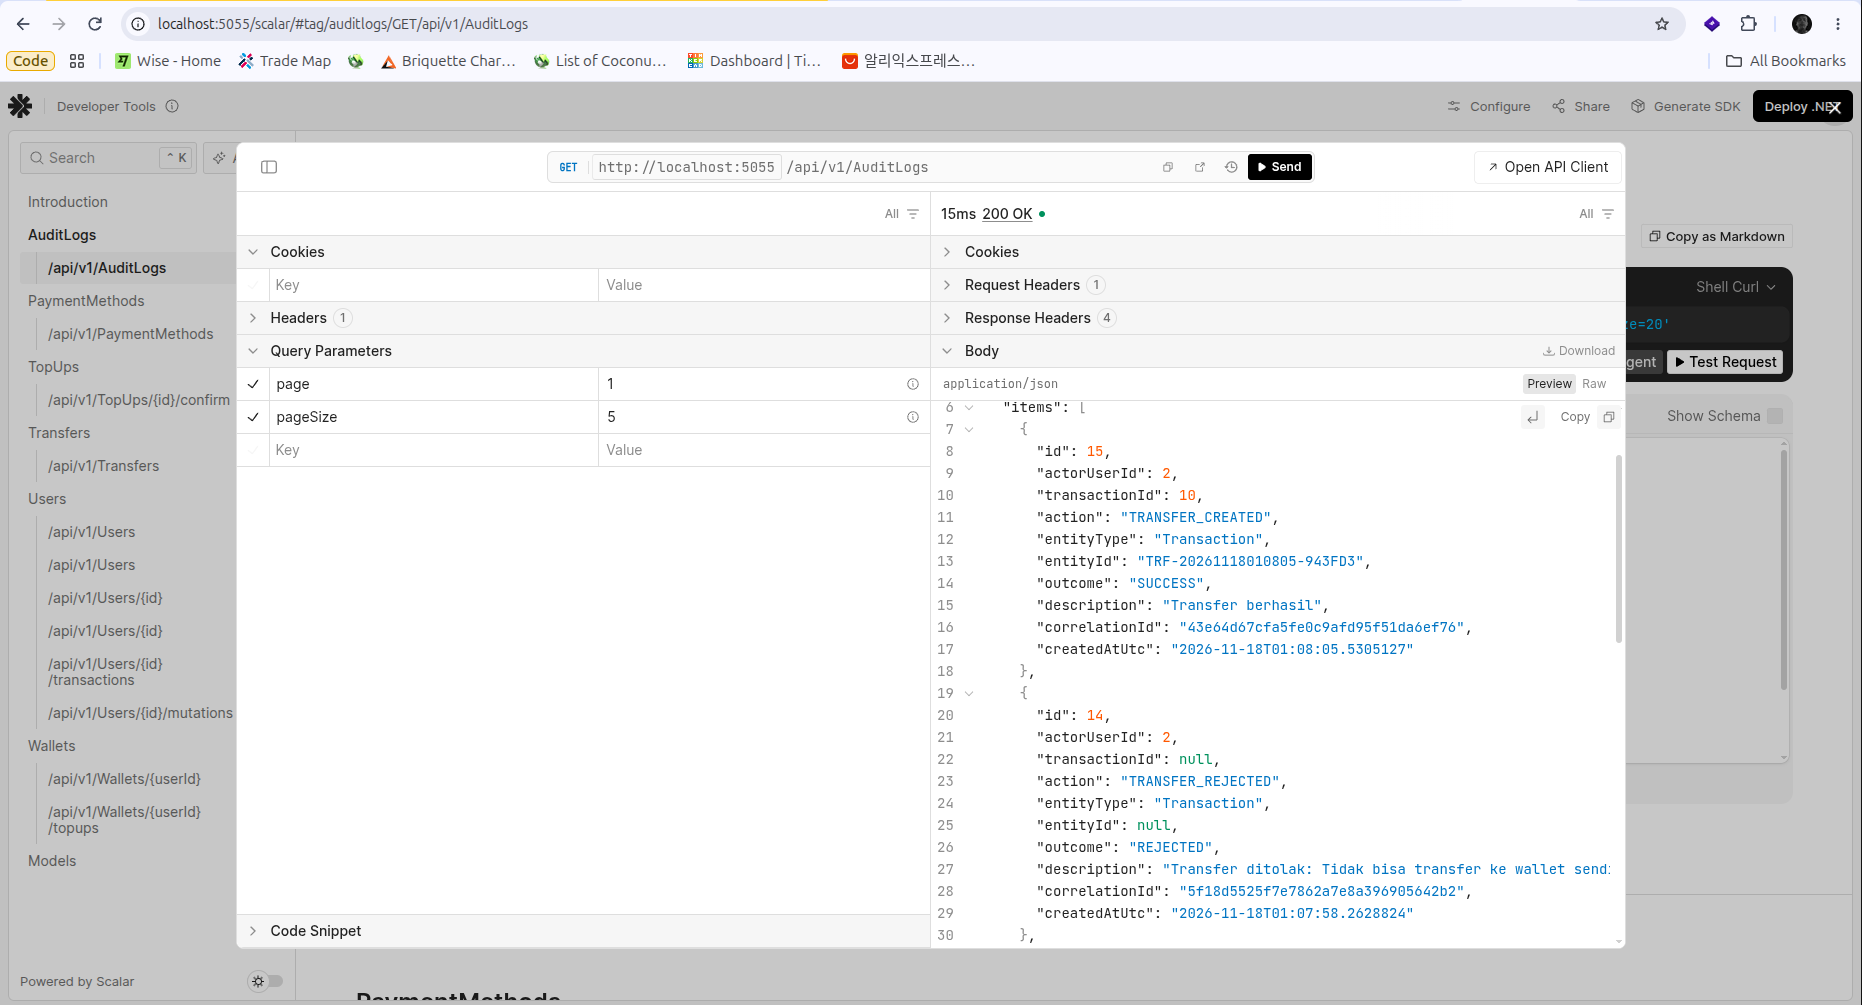 localhost:5055/scalar/#tag/auditlogs/GET/api/v1/AuditLogs
Code
Wise - Home
Trade Map
Briquette Char...
List of Coconu...
Dashboard | Ti...
알리익스프레스...
All Bookmarks
Developer Tools
Configure
Share
Generate SDK
Deploy .NET
Search
⌃ K
Introduction
AuditLogs
/api/v1/AuditLogs
PaymentMethods
/api/v1/PaymentMethods
TopUps
/api/v1/TopUps/{id}/confirm
Transfers
/api/v1/Transfers
Users
/api/v1/Users
/api/v1/Users
/api/v1/Users/{id}
/api/v1/Users/{id}
/api/v1/Users/{id}
/transactions
/api/v1/Users/{id}/mutations
Wallets
/api/v1/Wallets/{userId}
/api/v1/Wallets/{userId}
/topups
Models
Powered by Scalar
GET http://localhost:5055 /api/v1/AuditLogs
Send
Open API Client
All
Cookies
Key Value
Headers 1
Query Parameters
page 1
pageSize 5
Key Value
Code Snippet
15ms 200 OK
All
Cookies
Request Headers 1
Response Headers 4
Body
Download
application/json
Preview Raw
Copy
6 "items": [
7 {
8 "id": 15,
9 "actorUserId": 2,
10 "transactionId": 10,
11 "action": "TRANSFER_CREATED",
12 "entityType": "Transaction",
13 "entityId": "TRF-20261118010805-943FD3",
14 "outcome": "SUCCESS",
15 "description": "Transfer berhasil",
16 "correlationId": "43e64d67cfa5fe0c9afd95f51da6ef76",
17 "createdAtUtc": "2026-11-18T01:08:05.5305127"
18 },
19 {
20 "id": 14,
21 "actorUserId": 2,
22 "transactionId": null,
23 "action": "TRANSFER_REJECTED",
24 "entityType": "Transaction",
25 "entityId": null,
26 "outcome": "REJECTED",
27 "description": "Transfer ditolak: Tidak bisa transfer ke wallet send
28 "correlationId": "5f18d5525f7e7862a7e8a396905642b2",
29 "createdAtUtc": "2026-11-18T01:07:58.2628824"
30 },
Copy as Markdown
Shell Curl
ze=20'
gent
Test Request
Show Schema
PaymentMethods